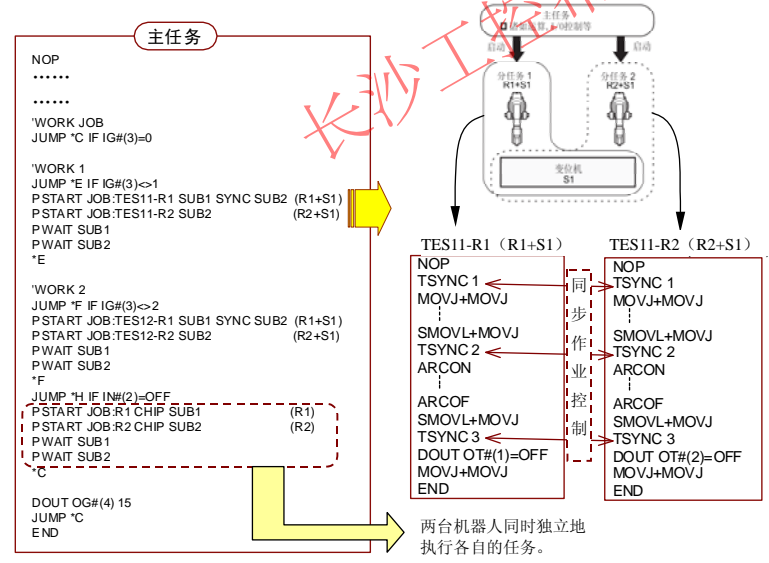 主任务
NOP
……
……
'WORK JOB
JUMP *C IF IG#(3)=0
'WORK 1
JUMP *E IF IG#(3)<>1
PSTART JOB:TES11-R1 SUB1 SYNC SUB2 (R1+S1)
PSTART JOB:TES11-R2 SUB2 (R2+S1)
PWAIT SUB1
PWAIT SUB2
*E
'WORK 2
JUMP *F IF IG#(3)<>2
PSTART JOB:TES12-R1 SUB1 SYNC SUB2 (R1+S1)
PSTART JOB:TES12-R2 SUB2 (R2+S1)
PWAIT SUB1
PWAIT SUB2
*F
JUMP *H IF IN#(2)=OFF
PSTART JOB:R1 CHIP SUB1 (R1)
PSTART JOB:R2 CHIP SUB2 (R2)
PWAIT SUB1
PWAIT SUB2
*C
DOUT OG#(4) 15
JUMP *C
END
主任务
启动
启动
分任务 1
R1+S1
分任务 2
R2+S1
变位机
S1
TES11-R1（R1+S1）
NOP
TSYNC 1
MOVJ+MOVJ
SMOVL+MOVJ
TSYNC 2
ARCON
ARCOF
SMOVL+MOVJ
TSYNC 3
DOUT OT#(1)=OFF
MOVJ+MOVJ
END
同步作业控制
TES11-R2（R2+S1）
NOP
TSYNC 1
MOVJ+MOVJ
SMOVL+MOVJ
TSYNC 2
ARCON
ARCOF
SMOVL+MOVJ
TSYNC 3
DOUT OT#(2)=OFF
MOVJ+MOVJ
END
两台机器人同时独立地
执行各自的任务。
长沙工控